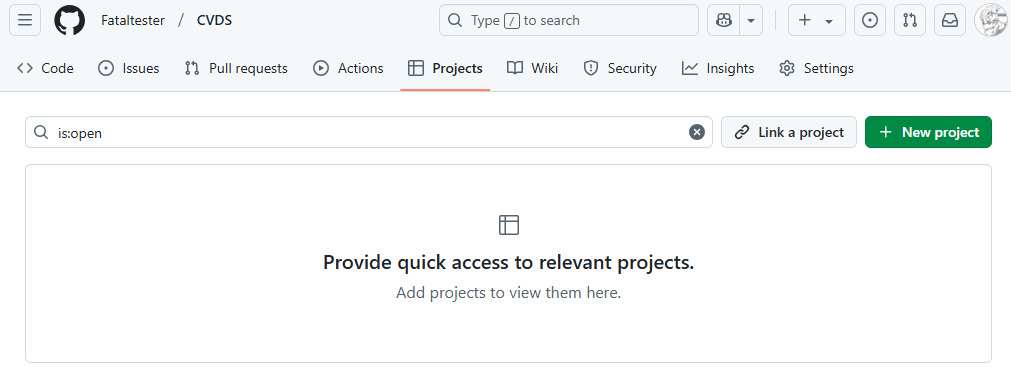 Fataltester / CVDS
Type / to search
Code Issues Pull requests Actions Projects Wiki Security Insights Settings
is:open
Link a project
New project
Provide quick access to relevant projects.
Add projects to view them here.